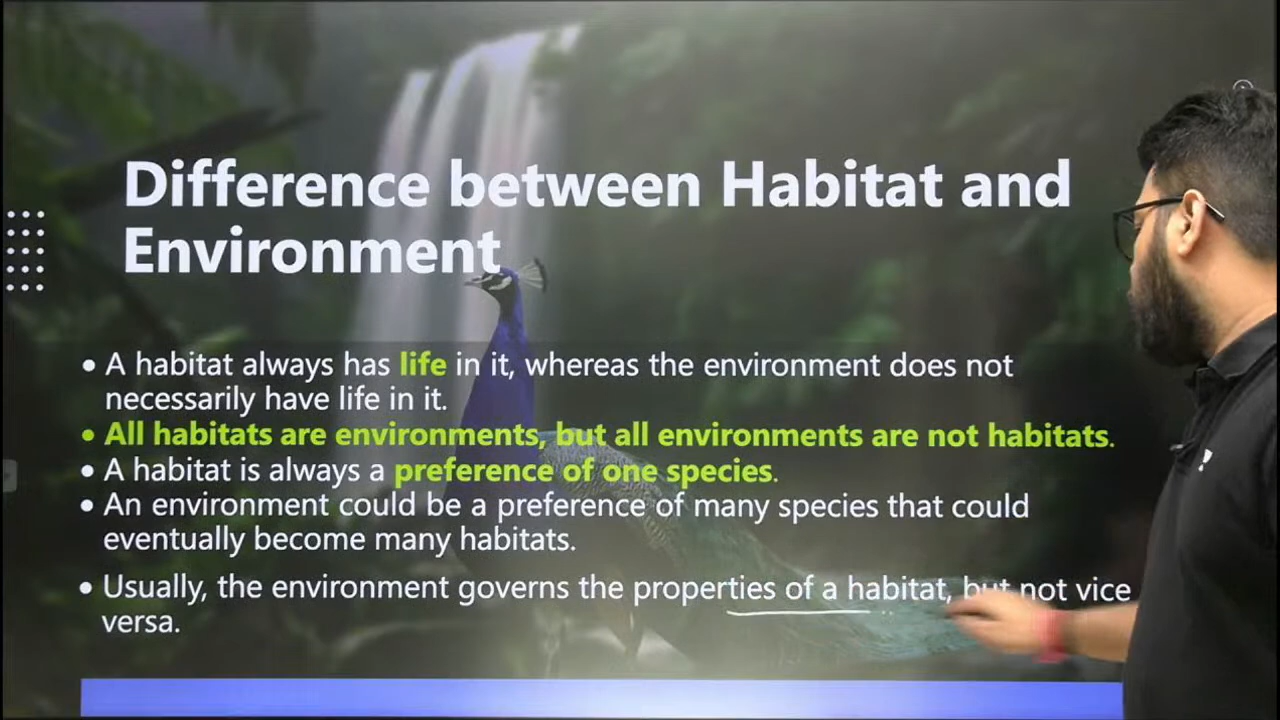 Difference between Habitat and
Environment
• A habitat always has life in it, whereas the environment does not
necessarily have life in it.
• All habitats are environments, but all environments are not habitats.
• A habitat is always a preference of one species.
• An environment could be a preference of many species that could
eventually become many habitats.
• Usually, the environment governs the properties of a habitat, but not vice
versa.